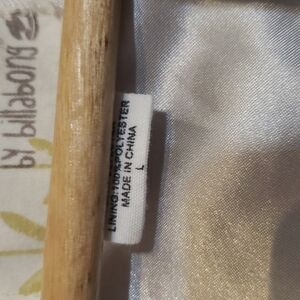 by billabong
LINING:100%POLYESTER
MADE IN CHINA
L